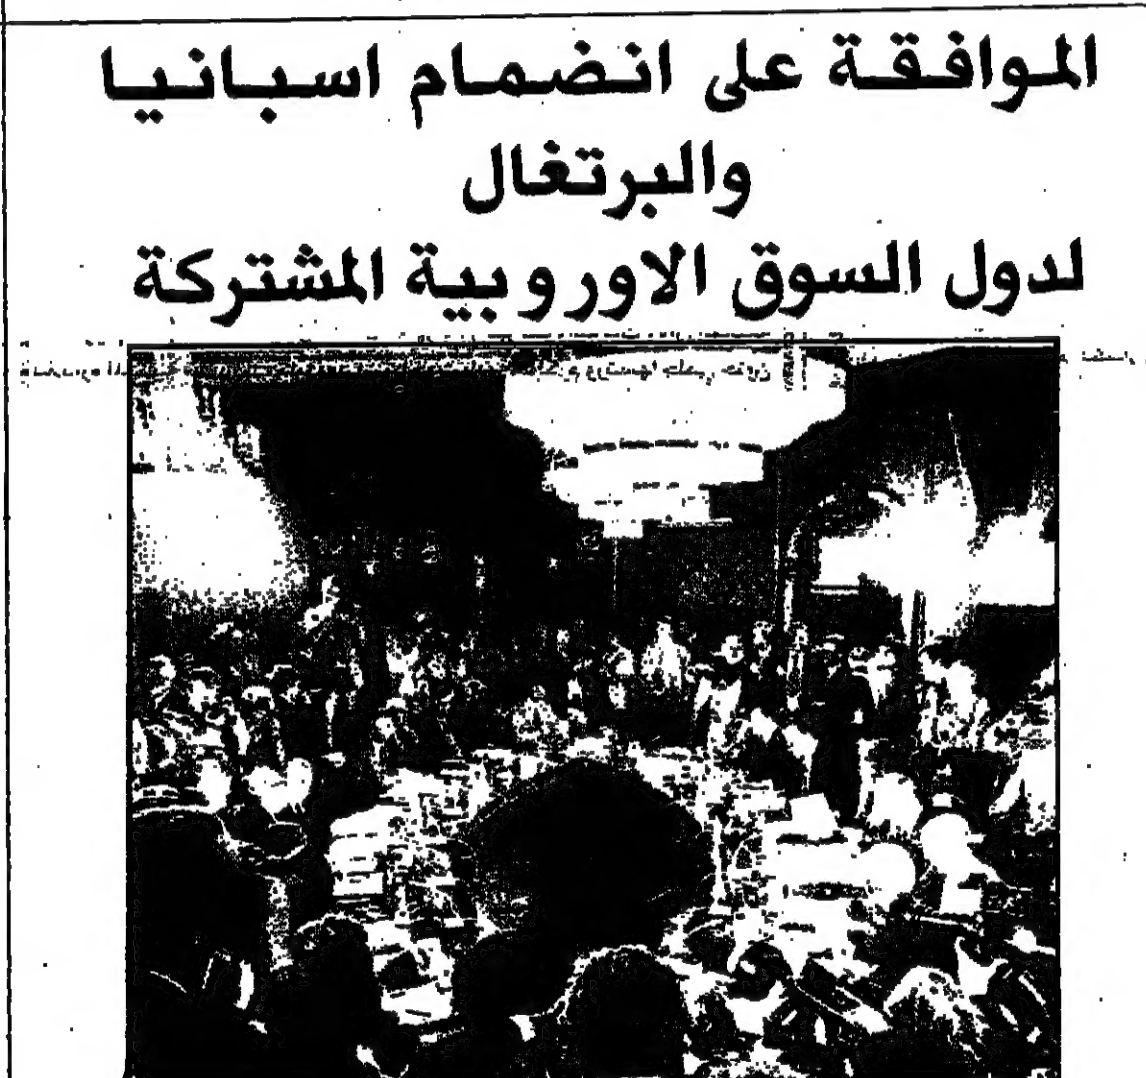 الموافقة على انضمام اسبانيا
والبرتغال
لدول السوق الاوروبية المشتركة